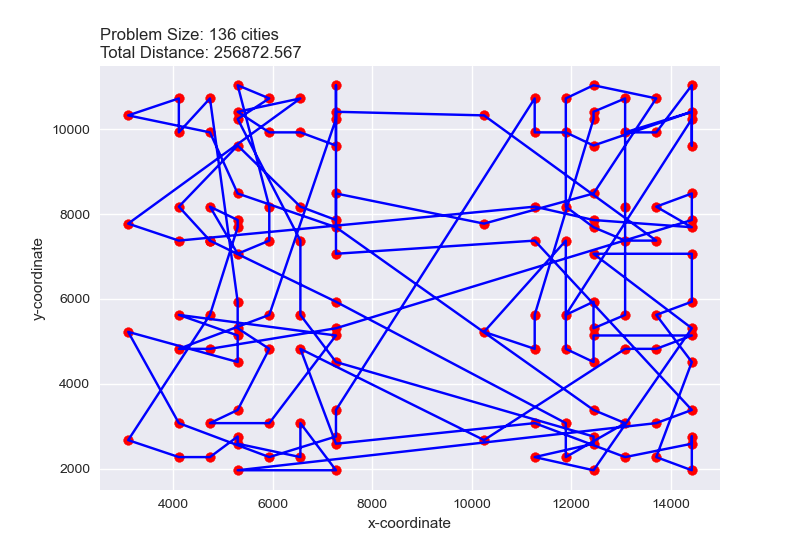 Problem Size: 136 cities
Total Distance: 256872.567
10000
8000
6000
4000
2000
y-coordinate
4000 6000 8000 10000 12000 14000
x-coordinate